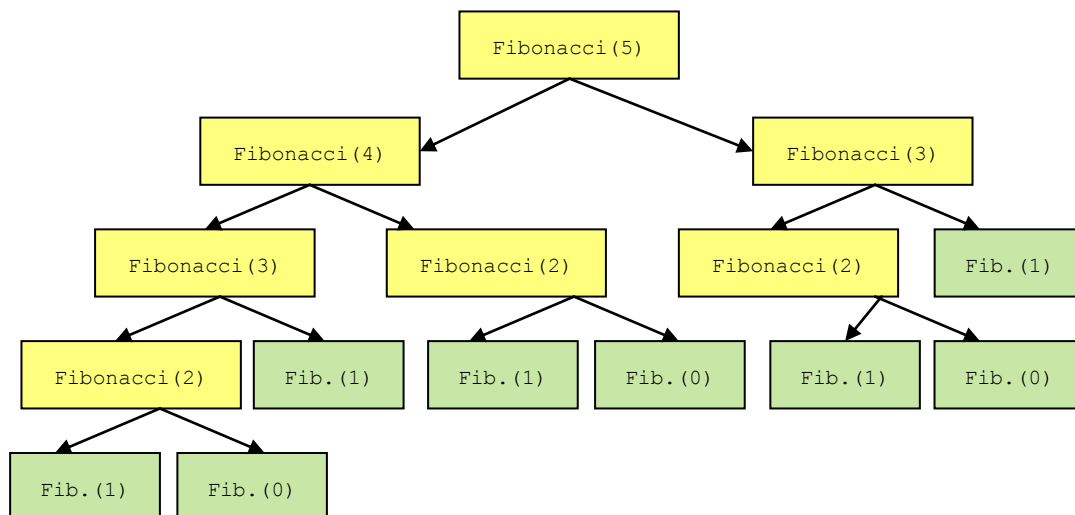 Fibonacci(5)
Fibonacci(4)
Fibonacci(3)
Fibonacci(3)
Fibonacci(2)
Fibonacci(2)
Fib.(1)
Fibonacci(2)
Fib.(1)
Fib.(1)
Fib.(0)
Fib.(1)
Fib.(0)
Fib.(1)
Fib.(0)